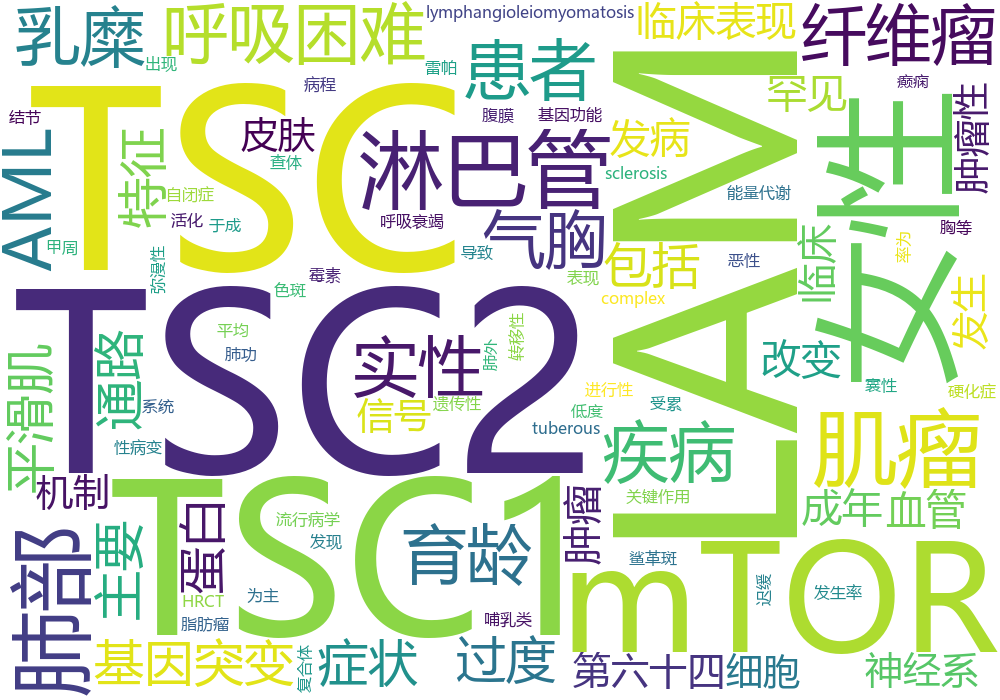 乳糜
呼吸困难
lymphangioleiomyomatosis
临床表现
纤维瘤
出现
雷帕
患者
罕见
癫痫
TSC
病程
结节
皮肤
腹膜
基因功能
淋巴管
发病
LAM
女性
肿瘤性
AML
特征
查体
sclerosis
自闭症
能量代谢
活化
于成
呼吸衰竭
气胸
胸等
甲周
弥漫性
导致
包括
恶性
临床
率为
霉素
表现
色斑
complex
发生
TSC2
平均
肺功
实性
肺外
转移性
改变
平滑肌
通路
系统
信号
遗传性
低度
进行性
受累
囊性
硬化症
tuberous
性病变
疾病
肌瘤
机制
TSC1
关键作用
成年
血管
肿瘤
蛋白
流行病学
发现
育龄
mTOR
肺部
主要
鲨革斑
迟缓
发生率
HRCT
为主
脂肪瘤
哺乳类
基因突变
复合体
症状
过度
第六十四
细胞
神经系